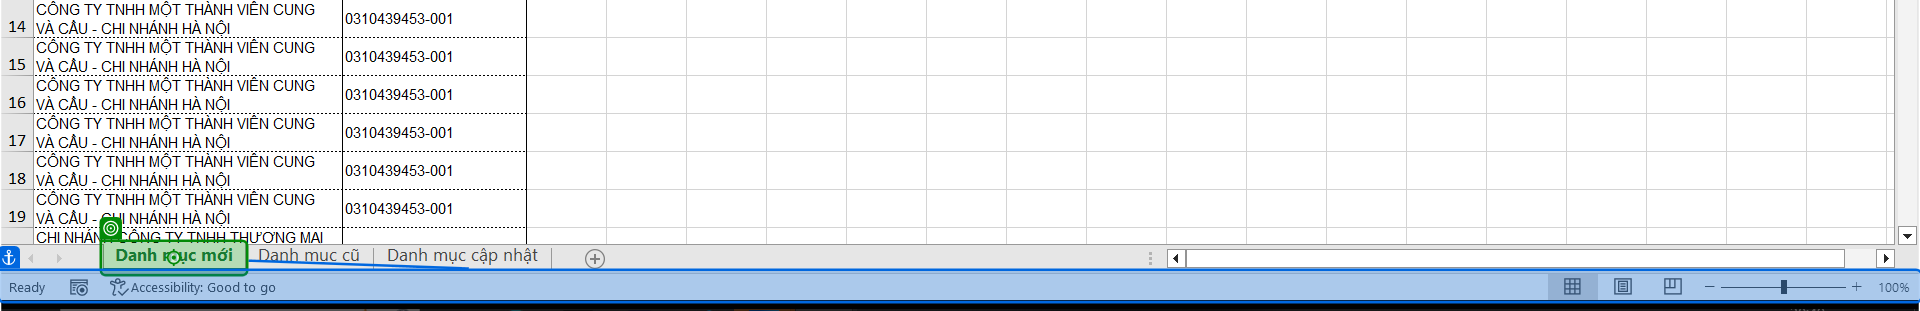 14 CÔNG TY TNHH MỘT THÀNH VIÊN CUNG
VÀ CẦU - CHI NHÁNH HÀ NỘI 0310439453-001
15 CÔNG TY TNHH MỘT THÀNH VIÊN CUNG
VÀ CẦU - CHI NHÁNH HÀ NỘI 0310439453-001
16 CÔNG TY TNHH MỘT THÀNH VIÊN CUNG
VÀ CẦU - CHI NHÁNH HÀ NỘI 0310439453-001
17 CÔNG TY TNHH MỘT THÀNH VIÊN CUNG
VÀ CẦU - CHI NHÁNH HÀ NỘI 0310439453-001
18 CÔNG TY TNHH MỘT THÀNH VIÊN CUNG
VÀ CẦU - CHI NHÁNH HÀ NỘI 0310439453-001
19 CÔNG TY TNHH MỘT THÀNH VIÊN CUNG
VÀ CẦU - CHI NHÁNH HÀ NỘI 0310439453-001
CHI NHÁNH CÔNG TY TNHH THƯƠNG MẠI
Danh mục mới Danh mục cũ Danh mục cập nhật
Ready Accessibility: Good to go 100%